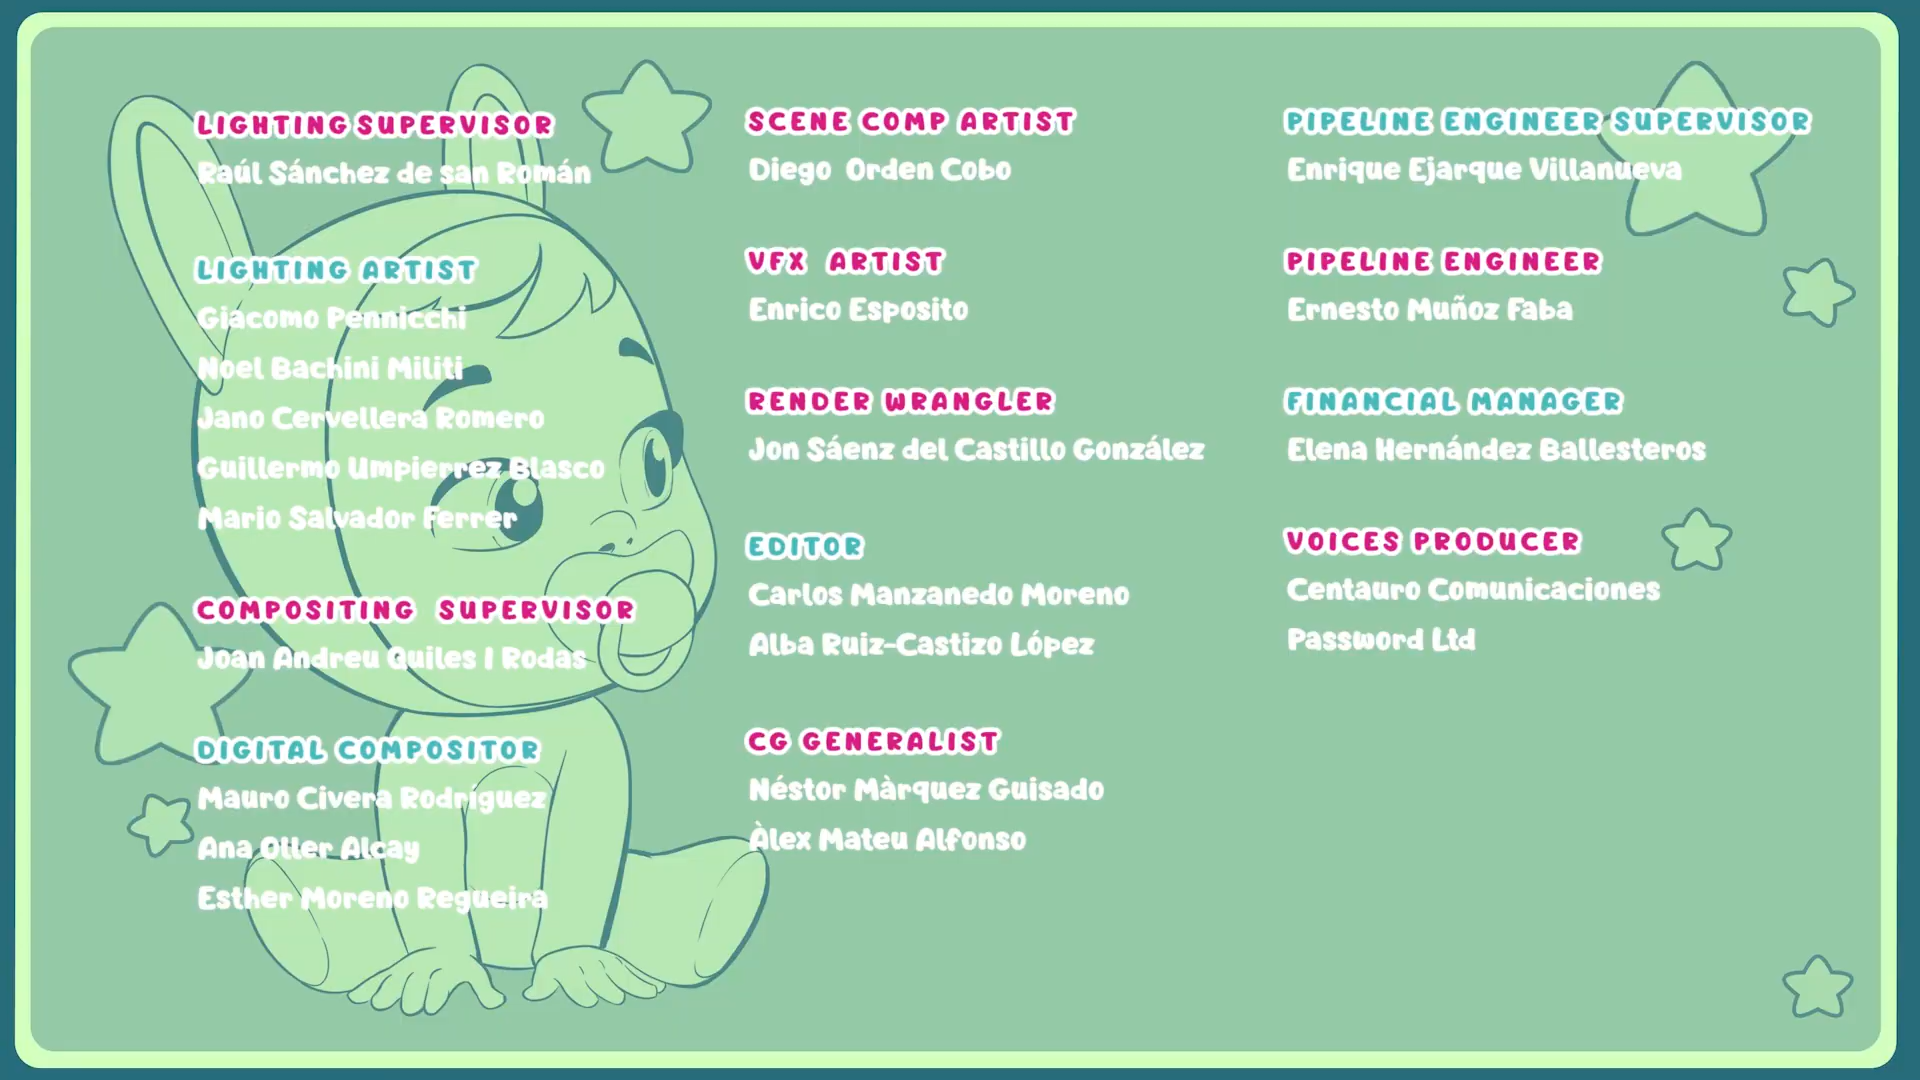 LIGHTING SUPERVISOR
Raúl Sánchez de san Román
LIGHTING ARTIST
Giacomo Pennicchi
Noel Bachini Militi
Jano Cervellera Romero
Guillermo Umpierrez Blasco
Mario Salvador Ferrer
COMPOSITING SUPERVISOR
Joan Andreu Quiles I Rodas
DIGITAL COMPOSITOR
Mauro Civera Rodríguez
Ana Oller Alcay
Esther Moreno Regueira
SCENE COMP ARTIST
Diego Orden Cobo
VFX ARTIST
Enrico Esposito
RENDER WRANGLER
Jon Sáenz del Castillo González
EDITOR
Carlos Manzanedo Moreno
Alba Ruiz-Castizo López
CG GENERALIST
Néstor Màrquez Guisado
Àlex Mateu Alfonso
PIPELINE ENGINEER SUPERVISOR
Enrique Ejarque Villanueva
PIPELINE ENGINEER
Ernesto Muñoz Faba
FINANCIAL MANAGER
Elena Hernández Ballesteros
VOICES PRODUCER
Centauro Comunicaciones
Password Ltd